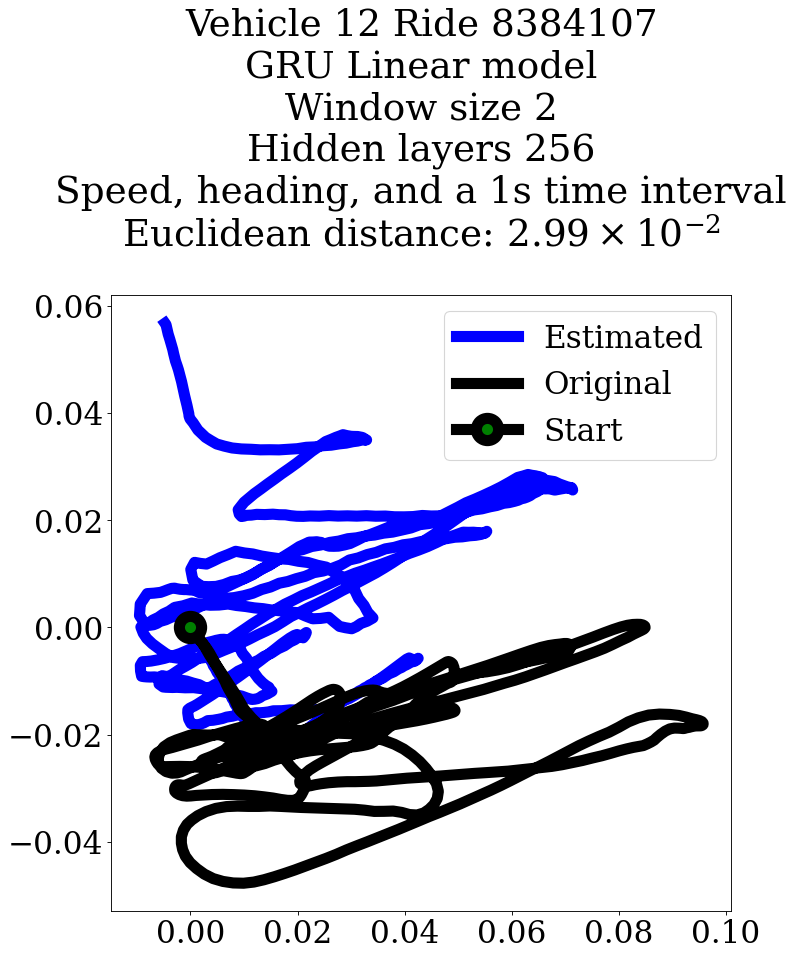 Vehicle 12 Ride 8384107
GRU Linear model
Window size 2
Hidden layers 256
Speed, heading, and a 1s time interval
Euclidean distance: 2.99 × 10⁻²
0.06
0.04
0.02
0.00
−0.02
−0.04
Estimated
Original
Start
0.00 0.02 0.04 0.06 0.08 0.10